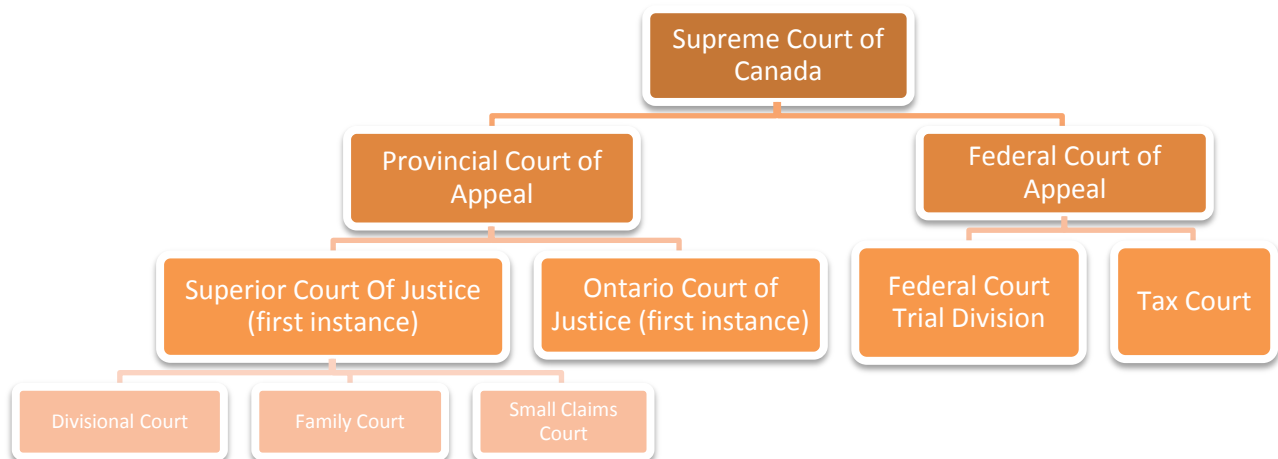 Supreme Court of
Canada
Provincial Court of
Appeal
Federal Court of
Appeal
Superior Court Of Justice
(first instance)
Ontario Court of
Justice (first instance)
Federal Court
Trial Division
Tax Court
Divisional Court
Family Court
Small Claims
Court